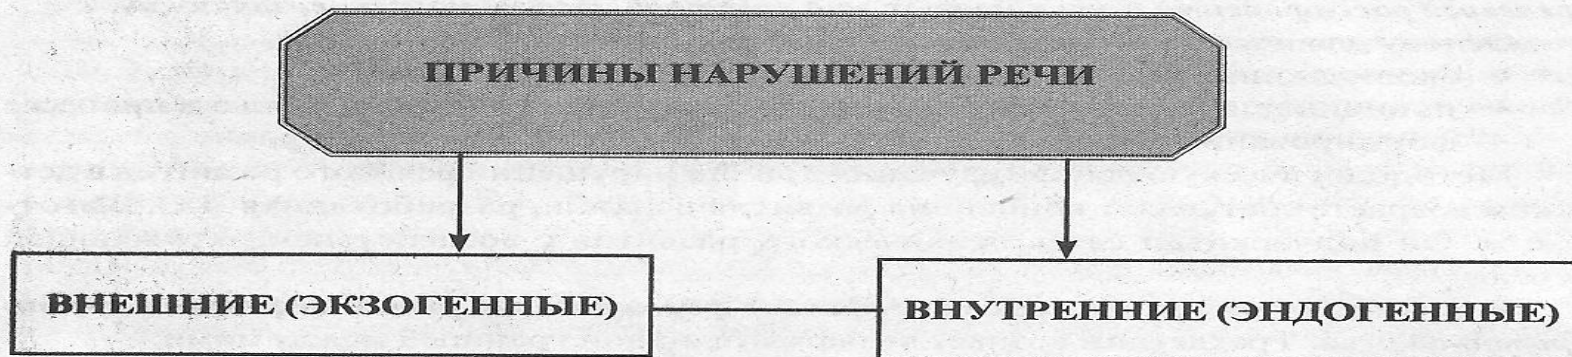 ПРИЧИНЫ НАРУШЕНИЙ РЕЧИ
ВНЕШНИЕ (ЭКЗОГЕННЫЕ)
ВНУТРЕННИЕ (ЭНДОГЕННЫЕ)